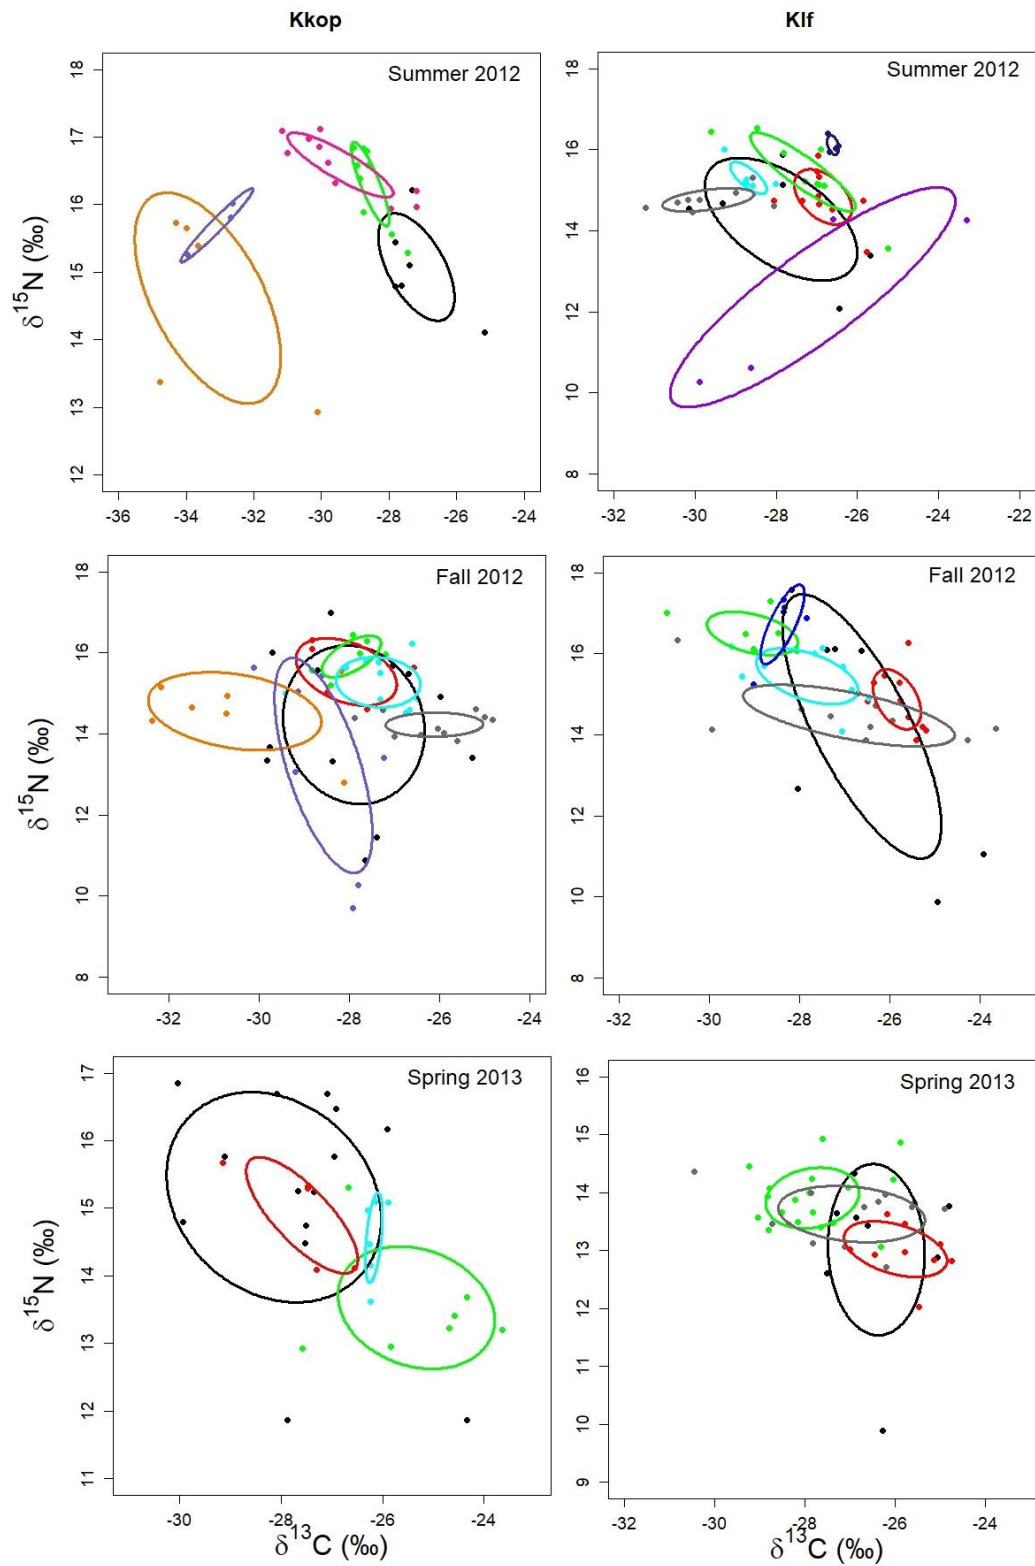 Kkop
Klf
Summer 2012
δ15N (‰)
18
17
16
15
14
13
12
-36 -34 -32 -30 -28 -26 -24
Summer 2012
18
16
14
12
10
8
-32 -30 -28 -26 -24 -22
Fall 2012
δ15N (‰)
18
16
14
12
10
8
-32 -30 -28 -26 -24
Fall 2012
18
16
14
12
10
8
-32 -30 -28 -26 -24
Spring 2013
δ15N (‰)
17
16
15
14
13
12
11
-30 -28 -26 -24
δ13C (‰)
Spring 2013
16
15
14
13
12
11
10
9
-32 -30 -28 -26 -24
δ13C (‰)